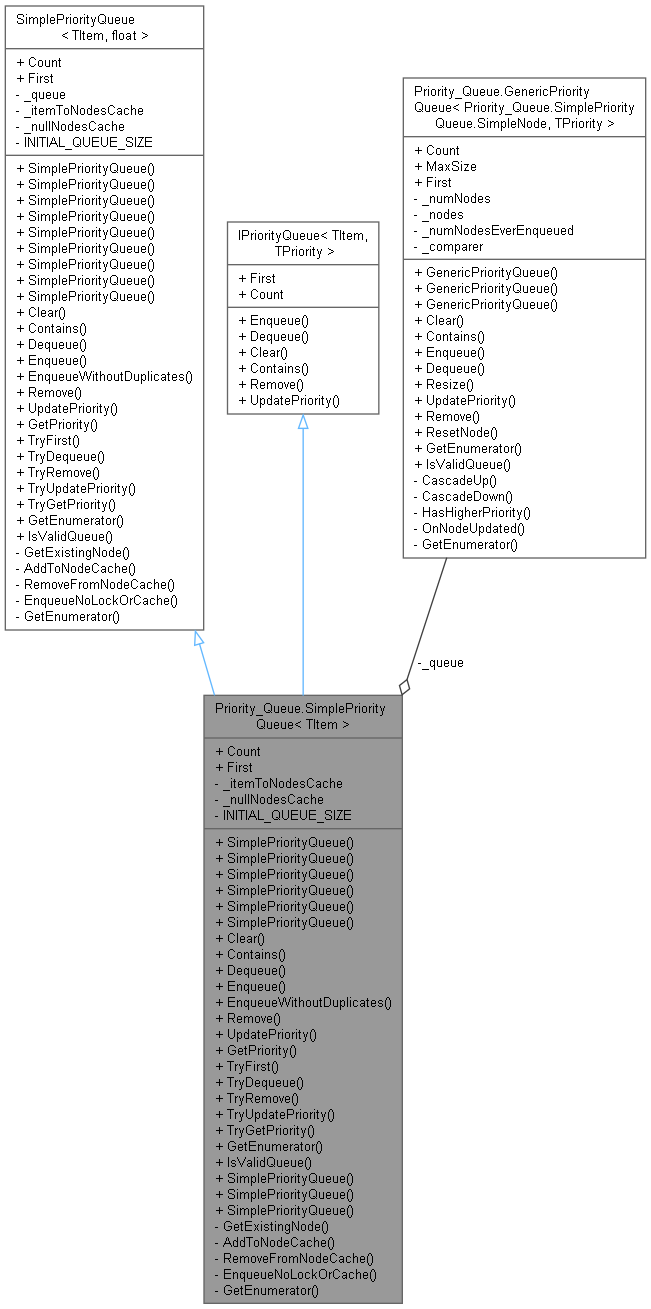 SimplePriorityQueue
< TItem, float >
+ Count
+ First
- _queue
- _itemToNodesCache
- _nullNodesCache
- INITIAL_QUEUE_SIZE
+ SimplePriorityQueue()
+ SimplePriorityQueue()
+ SimplePriorityQueue()
+ SimplePriorityQueue()
+ SimplePriorityQueue()
+ SimplePriorityQueue()
+ SimplePriorityQueue()
+ SimplePriorityQueue()
+ SimplePriorityQueue()
+ Clear()
+ Contains()
+ Dequeue()
+ Enqueue()
+ EnqueueWithoutDuplicates()
+ Remove()
+ UpdatePriority()
+ GetPriority()
+ TryFirst()
+ TryDequeue()
+ TryRemove()
+ TryUpdatePriority()
+ TryGetPriority()
+ GetEnumerator()
+ IsValidQueue()
- GetExistingNode()
- AddToNodeCache()
- RemoveFromNodeCache()
- EnqueueNoLockOrCache()
- GetEnumerator()
IPriorityQueue< TItem,
TPriority >
+ First
+ Count
+ Enqueue()
+ Dequeue()
+ Clear()
+ Contains()
+ Remove()
+ UpdatePriority()
Priority_Queue.GenericPriority
Queue< Priority_Queue.SimplePriority
Queue.SimpleNode, TPriority >
+ Count
+ MaxSize
+ First
- _numNodes
- _nodes
- _numNodesEverEnqueued
- _comparer
+ GenericPriorityQueue()
+ GenericPriorityQueue()
+ GenericPriorityQueue()
+ Clear()
+ Contains()
+ Enqueue()
+ Dequeue()
+ Resize()
+ UpdatePriority()
+ Remove()
+ ResetNode()
+ GetEnumerator()
+ IsValidQueue()
- CascadeUp()
- CascadeDown()
- HasHigherPriority()
- OnNodeUpdated()
- GetEnumerator()
-_queue
Priority_Queue.SimplePriority
Queue< TItem >
+ Count
+ First
- _itemToNodesCache
- _nullNodesCache
- INITIAL_QUEUE_SIZE
+ SimplePriorityQueue()
+ SimplePriorityQueue()
+ SimplePriorityQueue()
+ SimplePriorityQueue()
+ SimplePriorityQueue()
+ SimplePriorityQueue()
+ Clear()
+ Contains()
+ Dequeue()
+ Enqueue()
+ EnqueueWithoutDuplicates()
+ Remove()
+ UpdatePriority()
+ GetPriority()
+ TryFirst()
+ TryDequeue()
+ TryRemove()
+ TryUpdatePriority()
+ TryGetPriority()
+ GetEnumerator()
+ IsValidQueue()
+ SimplePriorityQueue()
+ SimplePriorityQueue()
+ SimplePriorityQueue()
- GetExistingNode()
- AddToNodeCache()
- RemoveFromNodeCache()
- EnqueueNoLockOrCache()
- GetEnumerator()